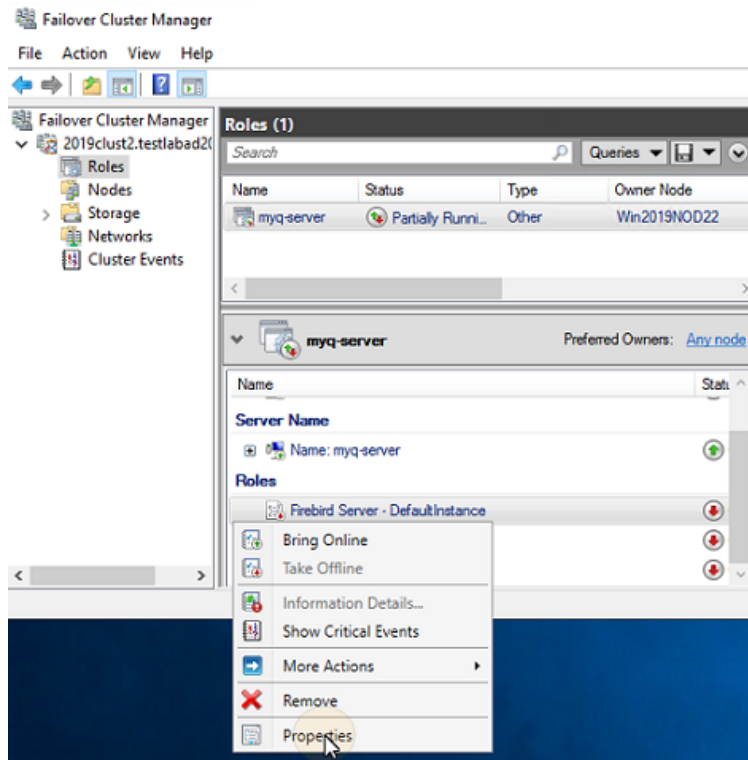 Failover Cluster Manager
File Action View Help
Failover Cluster Manager
2019clust2.testlabad2(
Roles
Nodes
Storage
Networks
Cluster Events
Roles (1)
Search
Queries
Name Status Type Owner Node
myq-server Partially Runni... Other Win2019NOD22
myq-server Preferred Owners: Any node
Name Statu
Server Name
Name: myq-server
Roles
Firebird Server - DefaultInstance
Bring Online
Take Offline
Information Details...
Show Critical Events
More Actions
Remove
Properties